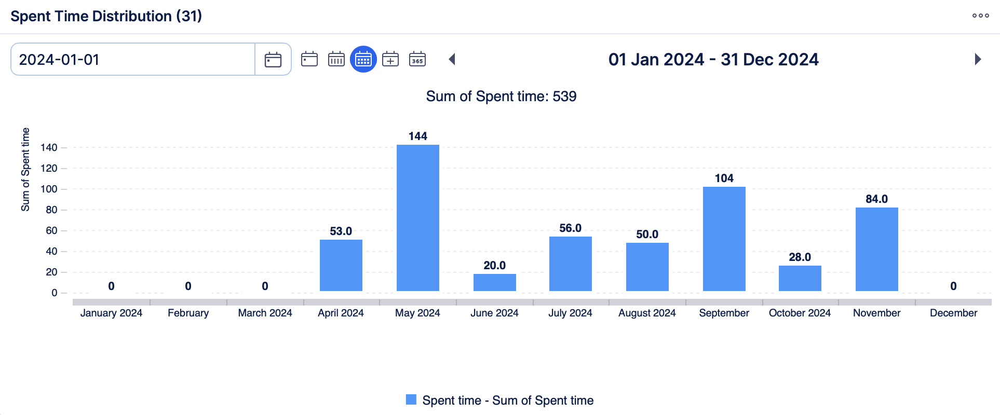 Spent Time Distribution (31)
2024-01-01
365
01 Jan 2024 - 31 Dec 2024
Sum of Spent time: 539
Sum of Spent time
140
120
100
80
60
40
20
0
0
0
0
53.0
144
20.0
56.0
50.0
104
28.0
84.0
0
January 2024
February
March 2024
April 2024
May 2024
June 2024
July 2024
August 2024
September
October 2024
November
December
Spent time - Sum of Spent time